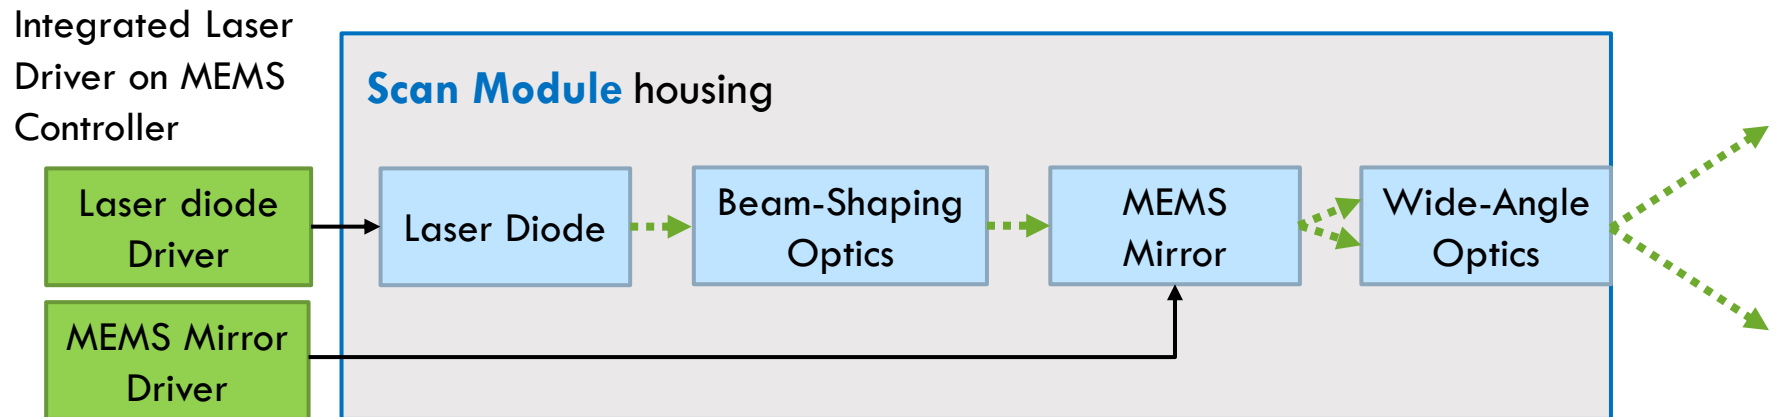 Integrated Laser
Driver on MEMS
Controller
Scan Module housing
Laser diode
Driver
Laser Diode
Beam-Shaping
Optics
MEMS
Mirror
Wide-Angle
Optics
MEMS Mirror
Driver